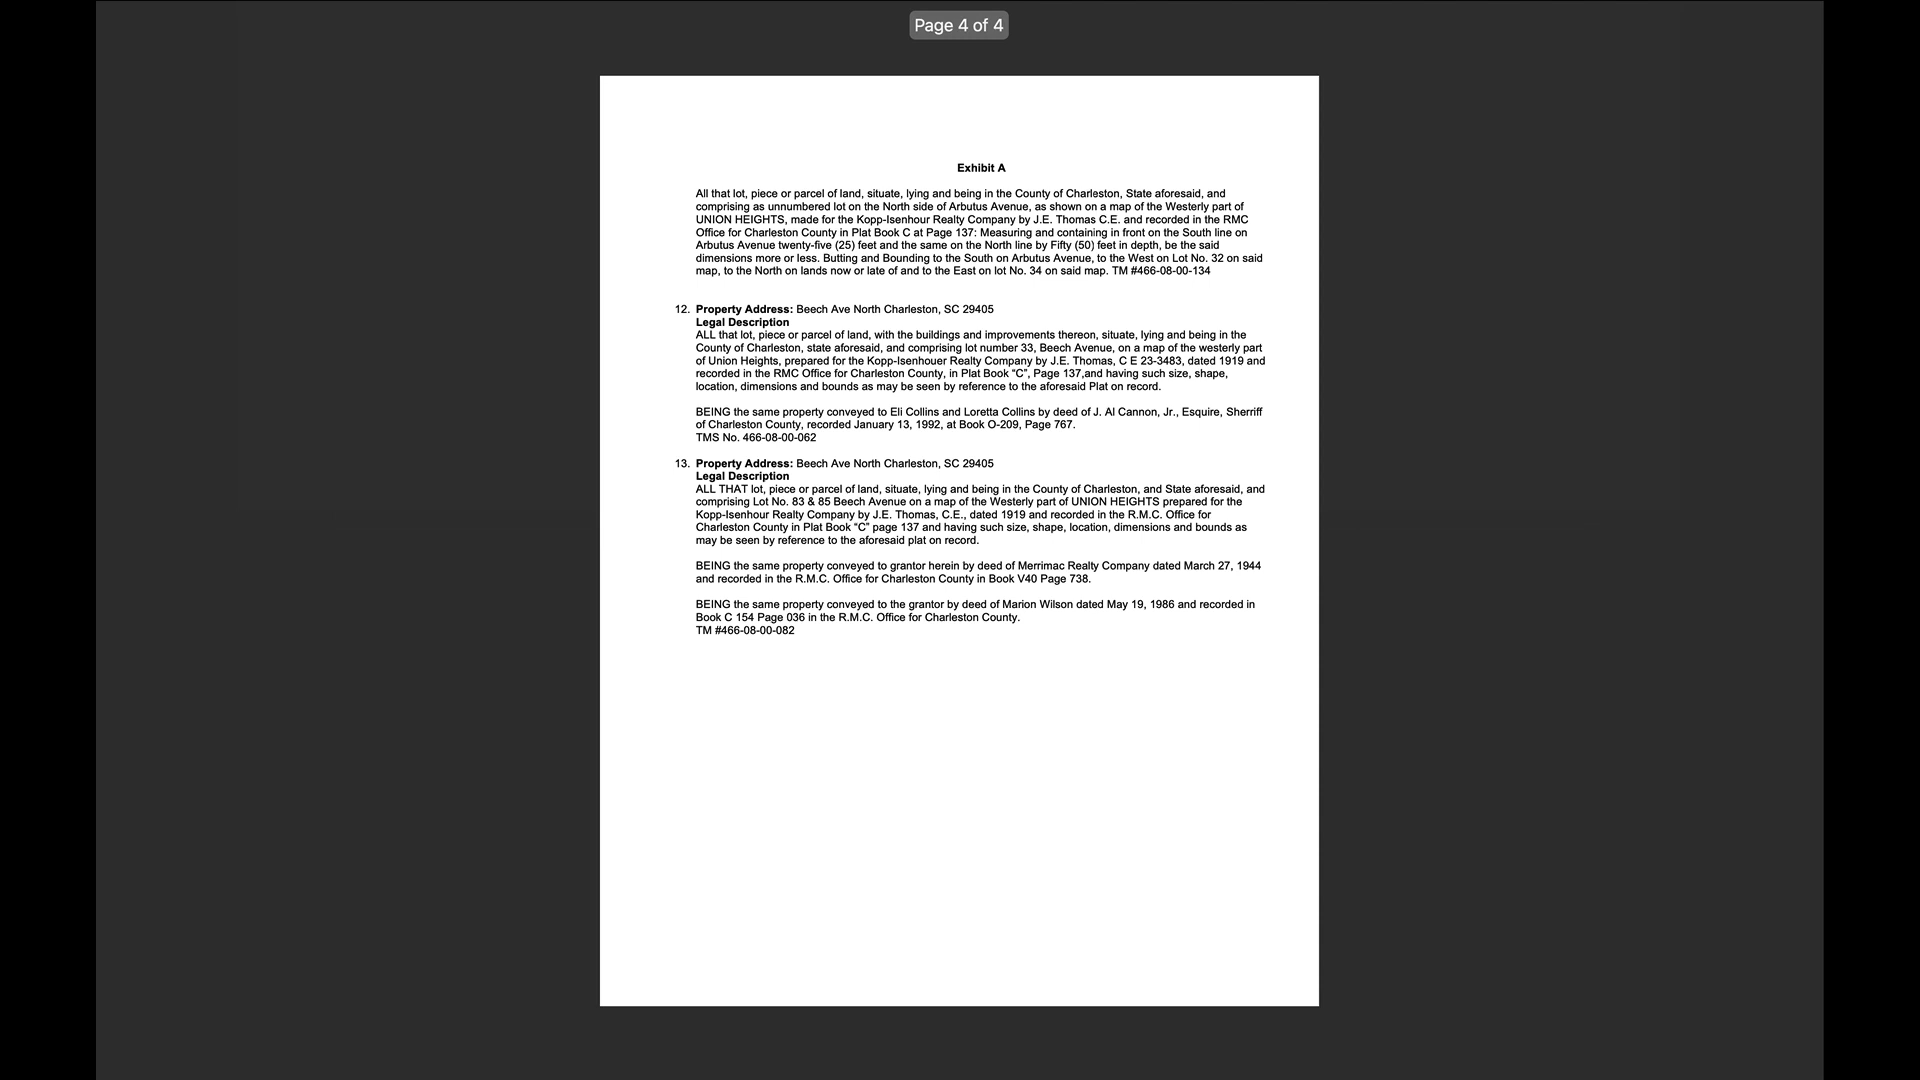 Page 4 of 4
Exhibit A
All that lot, piece or parcel of land, situate, lying and being in the County of Charleston, State aforesaid, and
comprising as unnumbered lot on the North side of Arbutus Avenue, as shown on a map of the Westerly part of
UNION HEIGHTS, made for the Kopp-Isenhour Realty Company by J.E. Thomas C.E. and recorded in the RMC
Office for Charleston County in Plat Book C at Page 137: Measuring and containing in front on the South line on
Arbutus Avenue twenty-five (25) feet and the same on the North line by Fifty (50) feet in depth, be the said
dimensions more or less. Butting and Bounding to the South on Arbutus Avenue, to the West on Lot No. 32 on said
map, to the North on lands now or late of and to the East on lot No. 34 on said map. TM #466-08-00-134
12. Property Address: Beech Ave North Charleston, SC 29405
Legal Description
ALL that lot, piece or parcel of land, with the buildings and improvements thereon, situate, lying and being in the
County of Charleston, state aforesaid, and comprising lot number 33, Beech Avenue, on a map of the westerly part
of Union Heights, prepared for the Kopp-Isenhouer Realty Company by J.E. Thomas, C E 23-3483, dated 1919 and
recorded in the RMC Office for Charleston County, in Plat Book “C”, Page 137,and having such size, shape,
location, dimensions and bounds as may be seen by reference to the aforesaid Plat on record.
BEING the same property conveyed to Eli Collins and Loretta Collins by deed of J. Al Cannon, Jr., Esquire, Sherriff
of Charleston County, recorded January 13, 1992, at Book O-209, Page 767.
TMS No. 466-08-00-062
13. Property Address: Beech Ave North Charleston, SC 29405
Legal Description
ALL THAT lot, piece or parcel of land, situate, lying and being in the County of Charleston, and State aforesaid, and
comprising Lot No. 83 & 85 Beech Avenue on a map of the Westerly part of UNION HEIGHTS prepared for the
Kopp-Isenhour Realty Company by J.E. Thomas, C.E., dated 1919 and recorded in the R.M.C. Office for
Charleston County in Plat Book “C” page 137 and having such size, shape, location, dimensions and bounds as
may be seen by reference to the aforesaid plat on record.
BEING the same property conveyed to grantor herein by deed of Merrimac Realty Company dated March 27, 1944
and recorded in the R.M.C. Office for Charleston County in Book V40 Page 738.
BEING the same property conveyed to the grantor by deed of Marion Wilson dated May 19, 1986 and recorded in
Book C 154 Page 036 in the R.M.C. Office for Charleston County.
TM #466-08-00-082